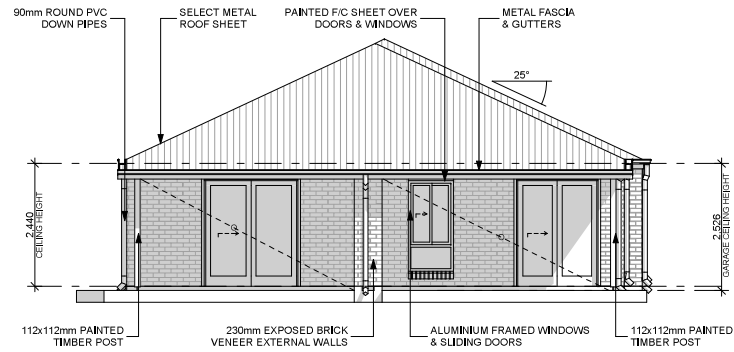 90mm ROUND PVC
DOWN PIPES
SELECT METAL
ROOF SHEET
PAINTED F/C SHEET OVER
DOORS & WINDOWS
METAL FASCIA
& GUTTERS
25°
2,440
CEILING HEIGHT
2,526
GARAGE CEILING HEIGHT
112x112mm PAINTED
TIMBER POST
230mm EXPOSED BRICK
VENEER EXTERNAL WALLS
ALUMINIUM FRAMED WINDOWS
& SLIDING DOORS
112x112mm PAINTED
TIMBER POST